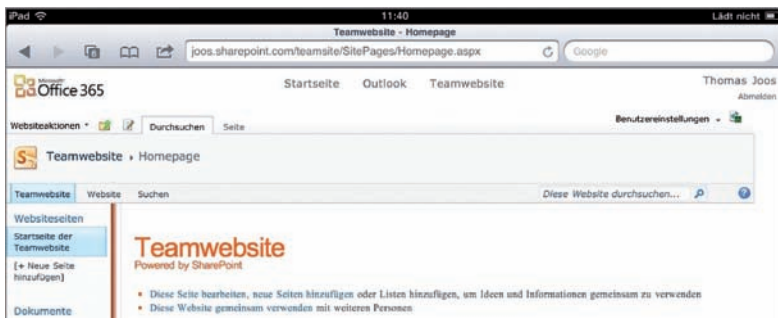 iPad 11:40 Lädt nicht
Teamwebsite - Homepage
joos.sharepoint.com/teamsite/SitePages/Homepage.aspx Google
Microsoft
Office 365 Startseite Outlook Teamwebsite Thomas Joos
Abmelden
Websiteaktionen Durchsuchen Seite Benutzereinstellungen
S Teamwebsite Homepage
Teamwebsite Website Suchen Diese Website durchsuchen... ?
Websiteseiten
Startseite der
Teamwebsite
[+ Neue Seite
hinzufügen]
Dokumente
Teamwebsite
Powered by SharePoint
• Diese Seite bearbeiten, neue Seiten hinzufügen oder Listen hinzufügen, um Ideen und Informationen gemeinsam zu verwenden
• Diese Website gemeinsam verwenden mit weiteren Personen